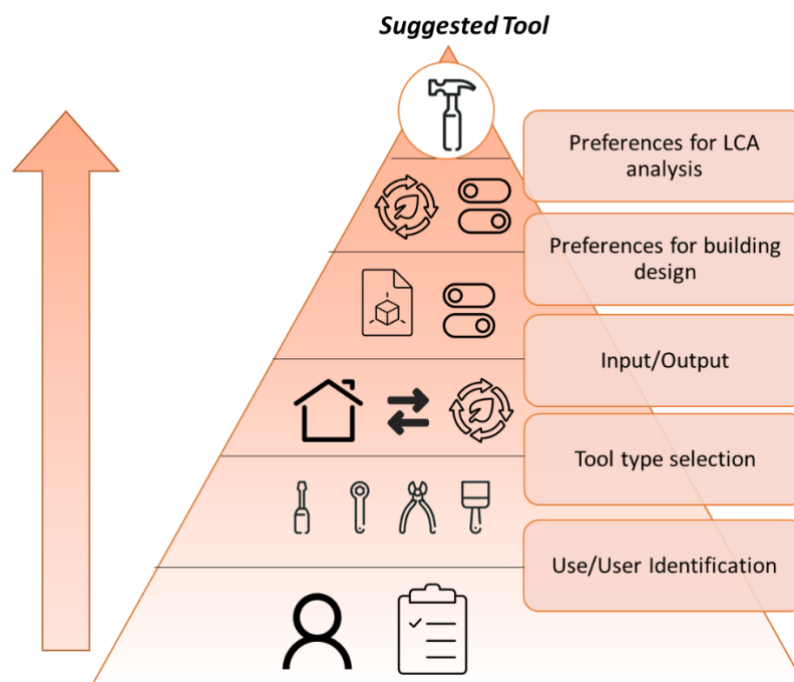 Suggested Tool
Preferences for LCA
analysis
Preferences for building
design
Input/Output
Tool type selection
Use/User Identification